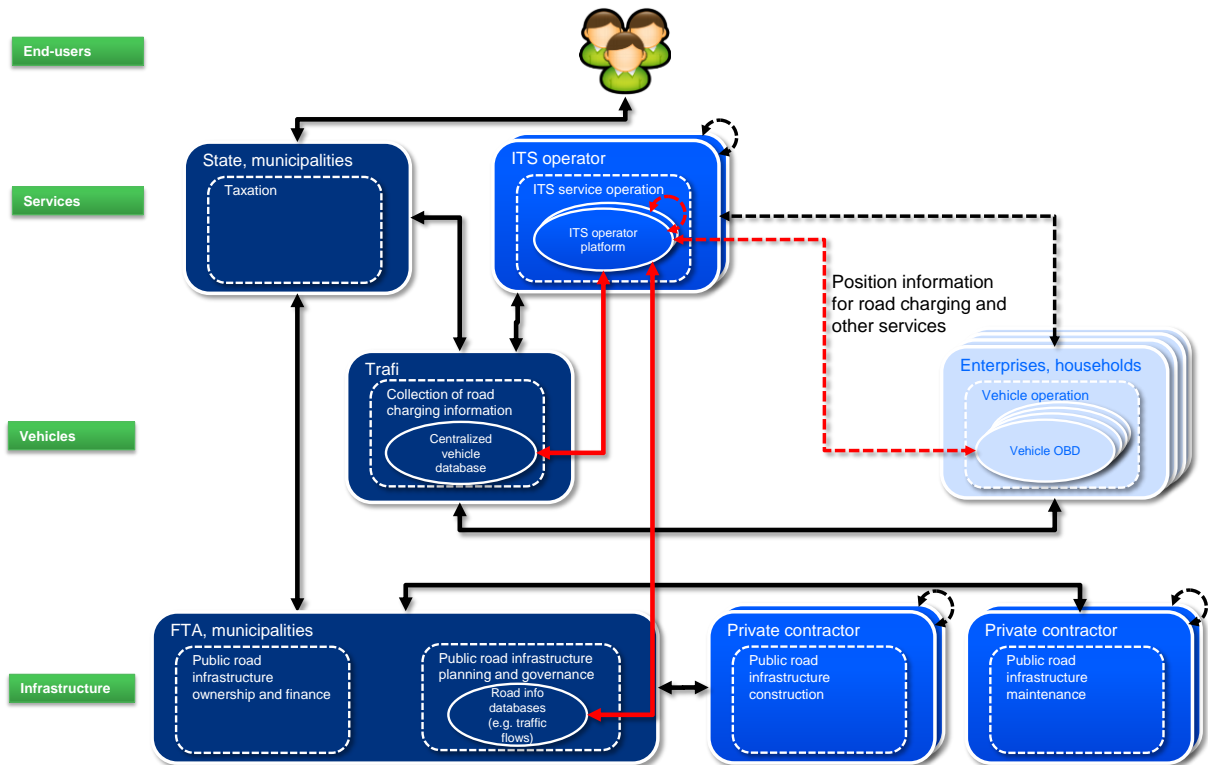 End-users
State, municipalities
Taxation
ITS operator
ITS service operation
ITS operator
platform
Services
Position information
for road charging and
other services
Trafi
Collection of road
charging information
Centralized
vehicle
database
Enterprises, households
Vehicle operation
Vehicle OBD
Vehicles
FTA, municipalities
Public road
infrastructure
ownership and finance
Public road infrastructure
planning and governance
Road info
databases
(e.g. traffic
flows)
Private contractor
Public road
infrastructure
construction
Private contractor
Public road
infrastructure
maintenance
Infrastructure